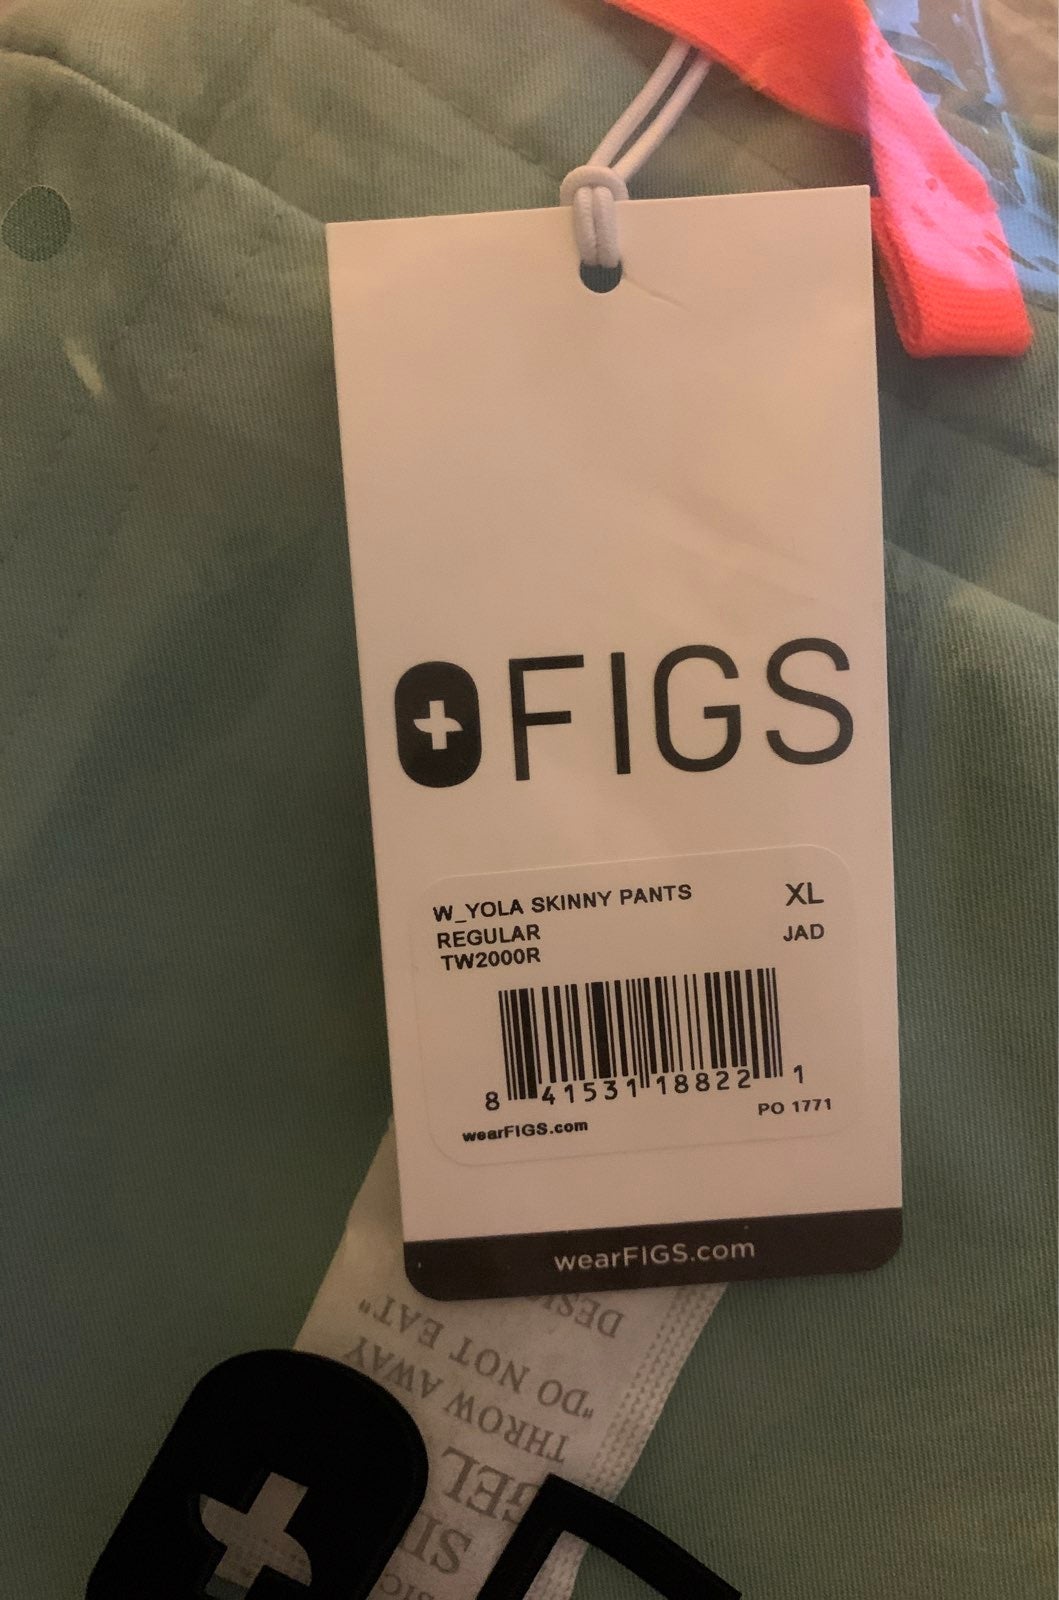 FIGS
W_YOLA SKINNY PANTS XL
REGULAR JAD
TW2000R
8 41531 18822 1
PO 1771
wearFIGS.com
wearFIGS.com
"DO NOT EAT"
THROW AWAY
GEL